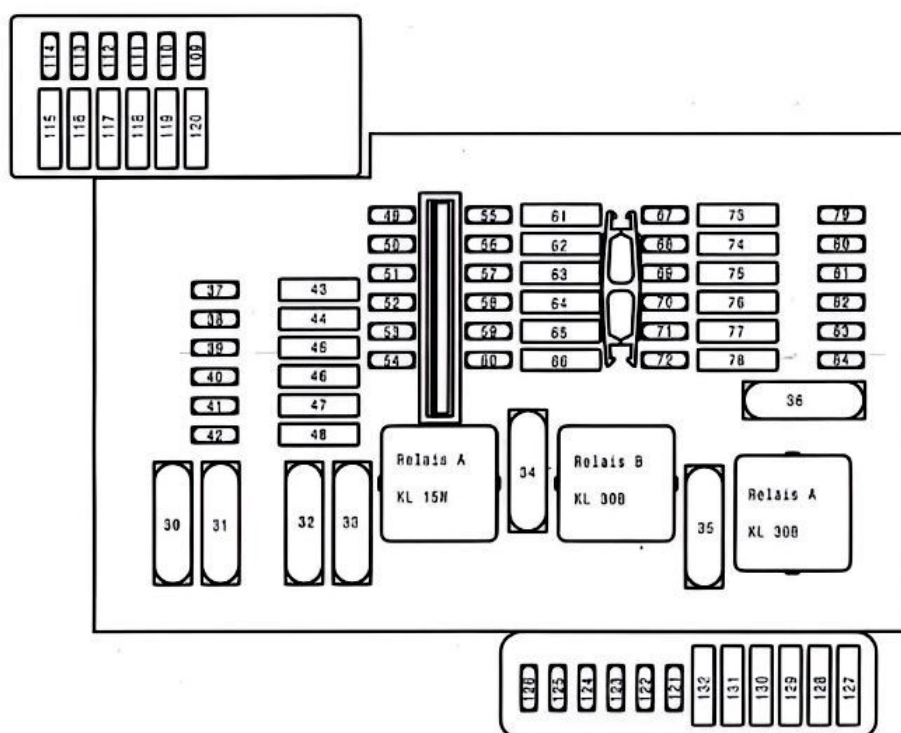 114 113 112 111 110 109
115 116 117 118 119 120
49 55 61 67 73 79
50 56 62 68 74 80
51 57 63 69 75 81
52 58 64 70 76 82
53 59 65 71 77 83
54 60 66 72 78 84
37 43
38 44
39 45
40 46
41 47
42 48
36
30 31 32 33
Relais A
KL 15N
34
Relais B
KL 30B
35
Relais A
KL 30B
126 125 124 123 122 121 132 131 130 129 128 127